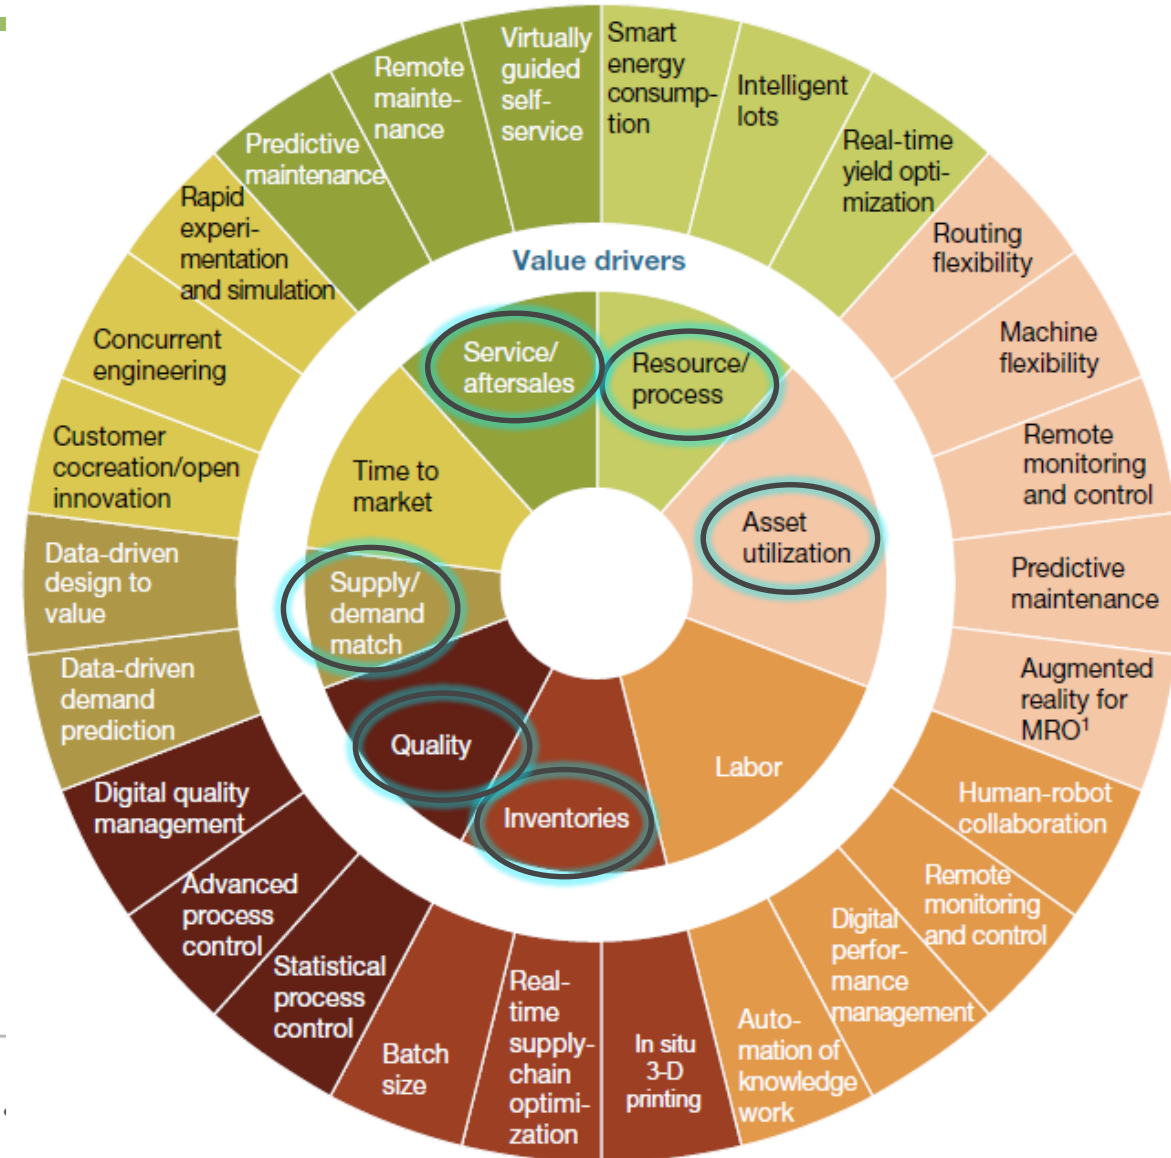 Virtually
guided
self-
service
Smart
energy
consump-
tion
Intelligent
lots
Real-time
yield opti-
mization
Routing
flexibility
Machine
flexibility
Remote
monitoring
and control
Predictive
maintenance
Augmented
reality for
MRO¹
Human-robot
collaboration
Remote
monitoring
and control
Digital
perfor-
mance
management
Auto-
mation of
knowledge
work
In situ
3-D
printing
Real-
time
supply-
chain
optimi-
zation
Batch
size
Statistical
process
control
Advanced
process
control
Digital quality
management
Data-driven
demand
prediction
Data-driven
design to
value
Customer
cocreation/open
innovation
Concurrent
engineering
Rapid
experi-
mentation
and simulation
Predictive
maintenance
Remote
mainte-
nance
Value drivers
Service/
aftersales
Resource/
process
Asset
utilization
Labor
Inventories
Quality
Supply/
demand
match
Time to
market